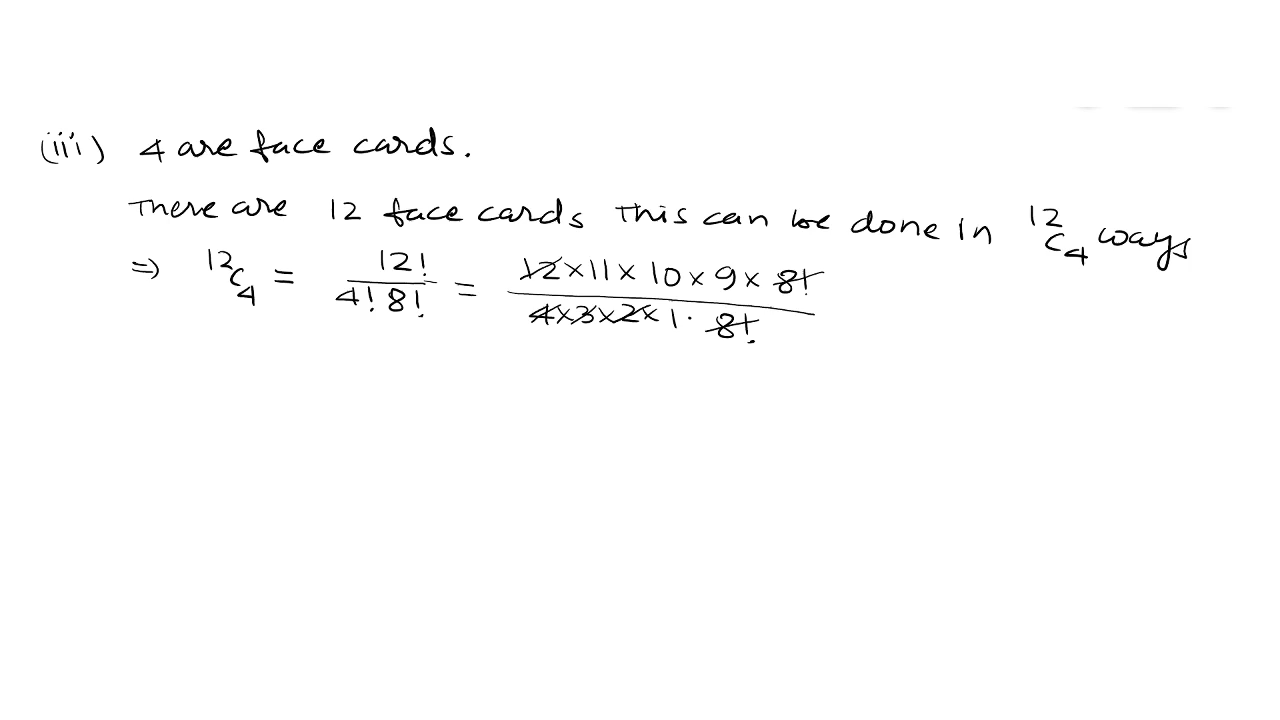 (iii) 4 are face cards.
There are 12 face cards This can be done in ¹²C₄ ways
⇒ ¹²C₄ = 12! / 4! 8! = 12 × 11 × 10 × 9 × 8! / 4 × 3 × 2 × 1 · 8!